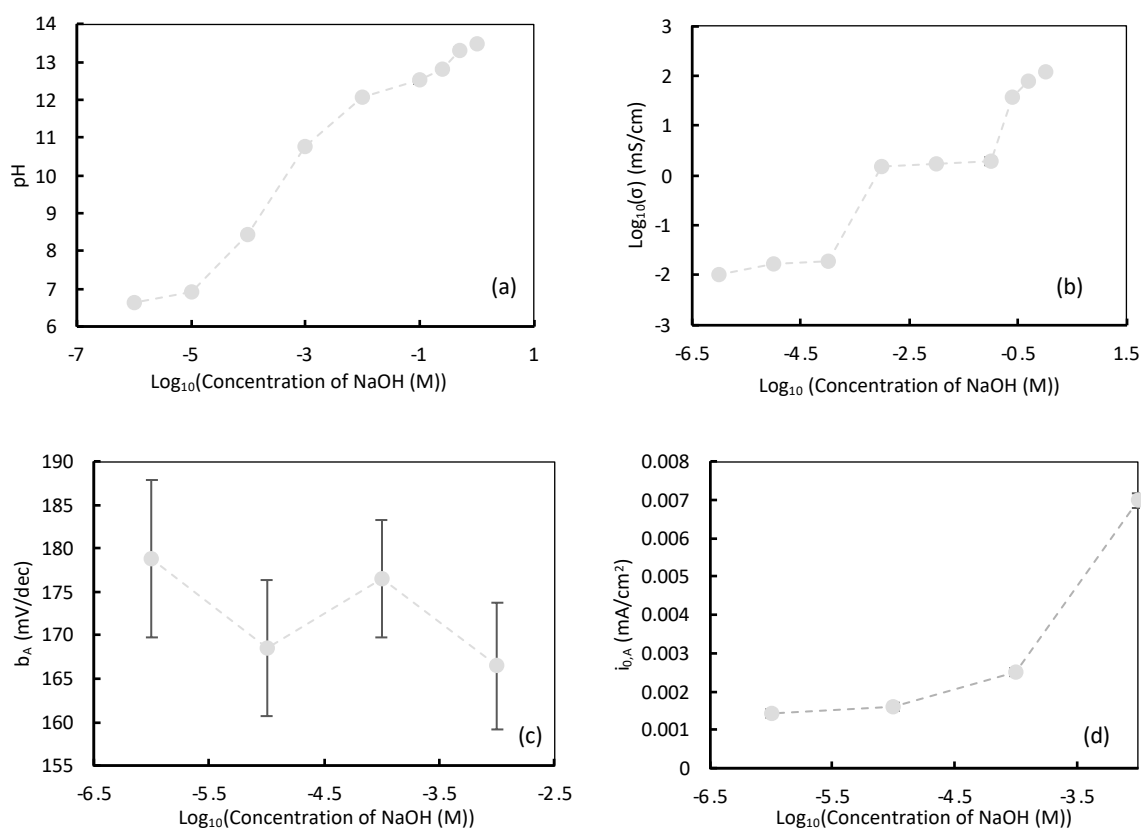 14
13
12
11
10
9
8
7
6
pH
(a)
-7 -5 -3 -1 1
Log₁₀(Concentration of NaOH (M))
3
2
1
0
-1
-2
-3
Log₁₀(σ) (mS/cm)
(b)
-6.5 -4.5 -2.5 -0.5 1.5
Log₁₀ (Concentration of NaOH (M))
190
185
180
175
170
165
160
155
b_A (mV/dec)
(c)
-6.5 -5.5 -4.5 -3.5 -2.5
Log₁₀(Concentration of NaOH (M))
0.008
0.007
0.006
0.005
0.004
0.003
0.002
0.001
0
i₀,A (mA/cm²)
(d)
-6.5 -5.5 -4.5 -3.5
Log₁₀(Concentration of NaOH (M))